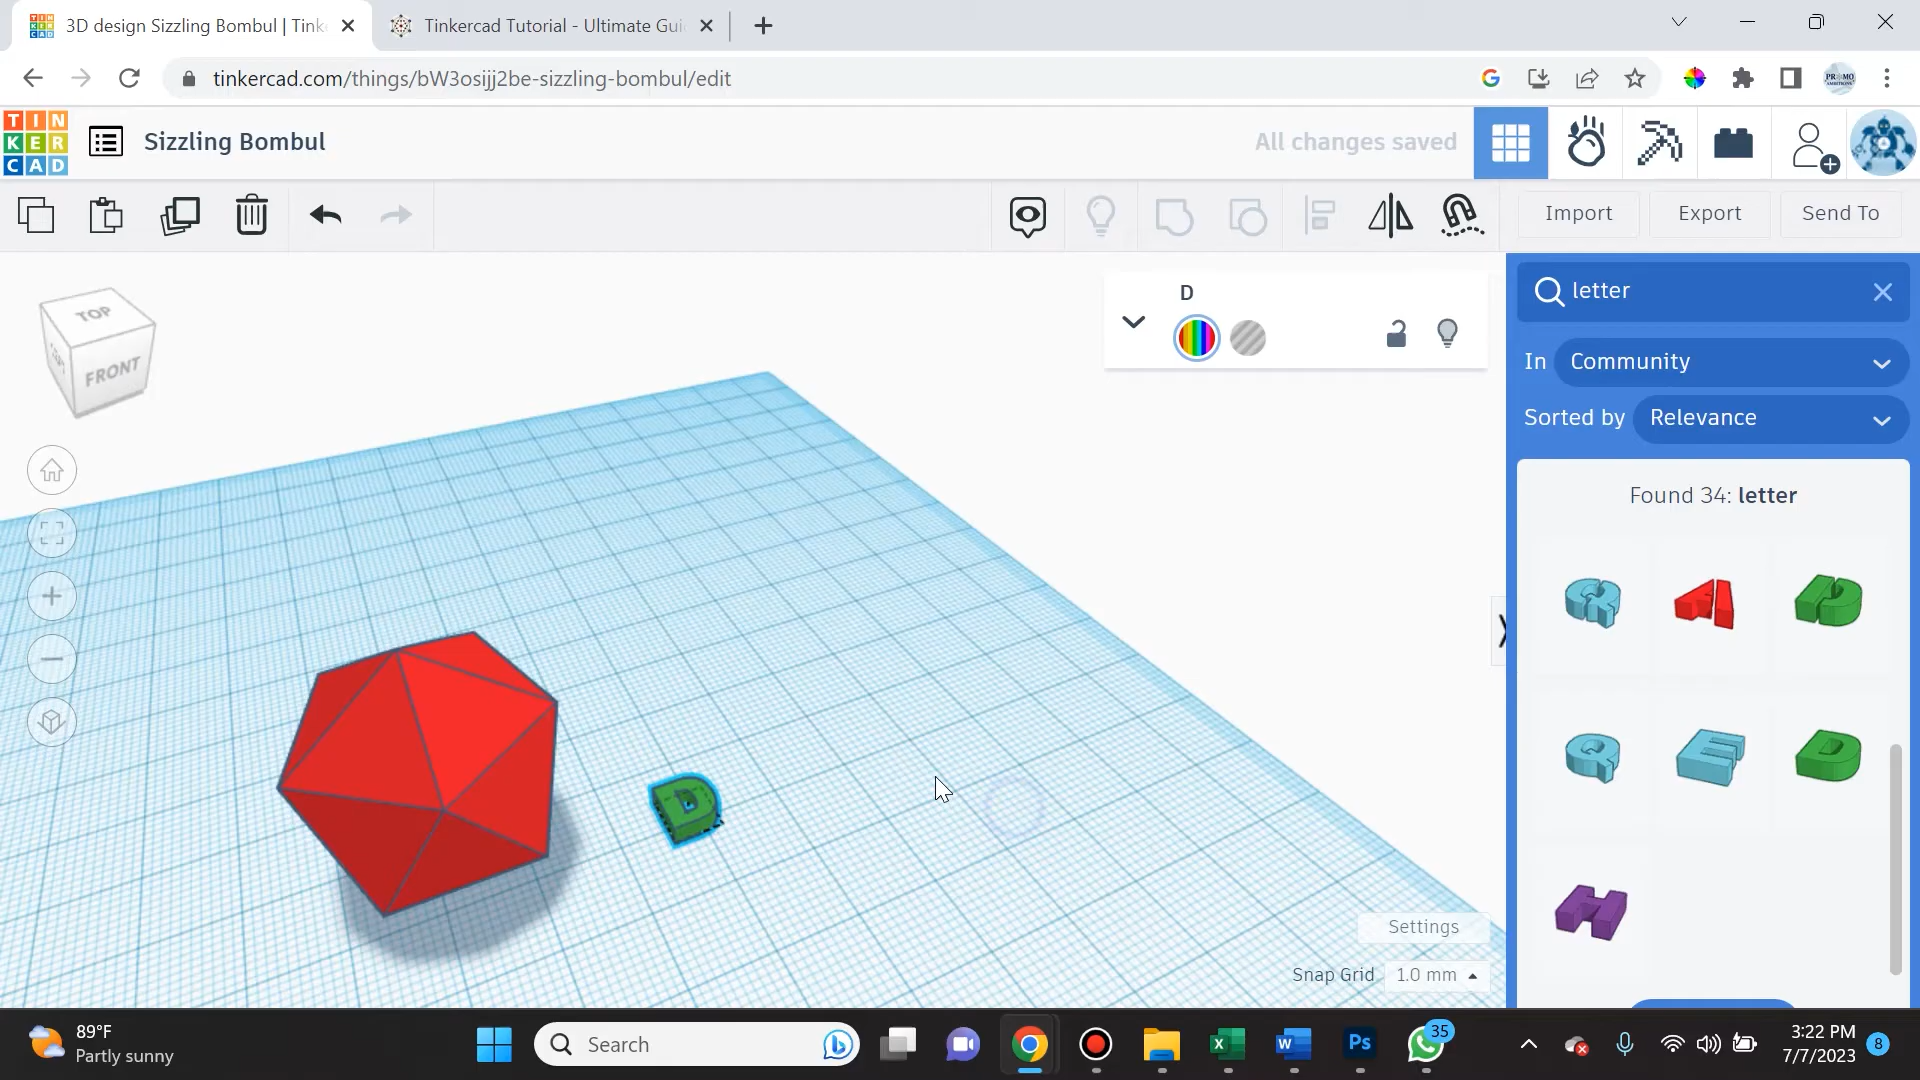 3D design Sizzling Bombul | Tink
Tinkercad Tutorial - Ultimate Gui
tinkercad.com/things/bW3osijj2be-sizzling-bombul/edit
PROMO
TIN
KER
CAD
Sizzling Bombul
All changes saved
Import
Export
Send To
TOP
FRONT
D
letter
In Community
Sorted by Relevance
Found 34: letter
D
Settings
Snap Grid 1.0 mm
89°F
Partly sunny
Search
X
W
Ps
35
3:22 PM
7/7/2023
8